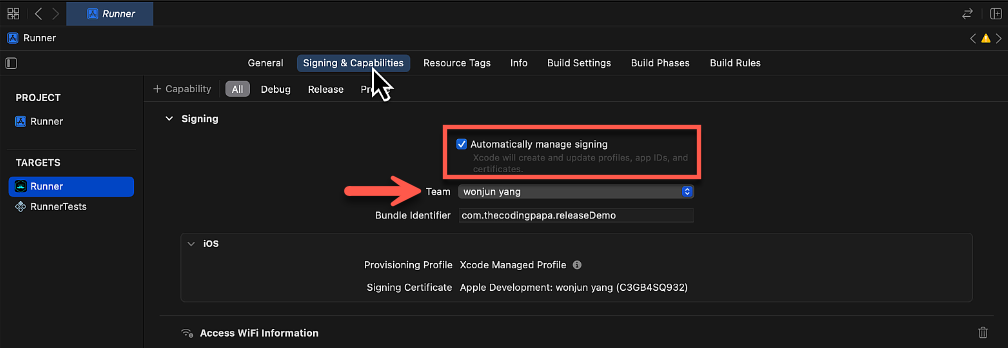 Runner
Runner
General Signing & Capabilities Resource Tags Info Build Settings Build Phases Build Rules
+ Capability All Debug Release
PROJECT
Runner
TARGETS
Runner
RunnerTests
Signing
Automatically manage signing
Xcode will create and update profiles, app IDs, and
certificates.
Team wonjun yang
Bundle Identifier com.thecodingpapa.releaseDemo
iOS
Provisioning Profile Xcode Managed Profile
Signing Certificate Apple Development: wonjun yang (C3GB4SQ932)
Access WiFi Information